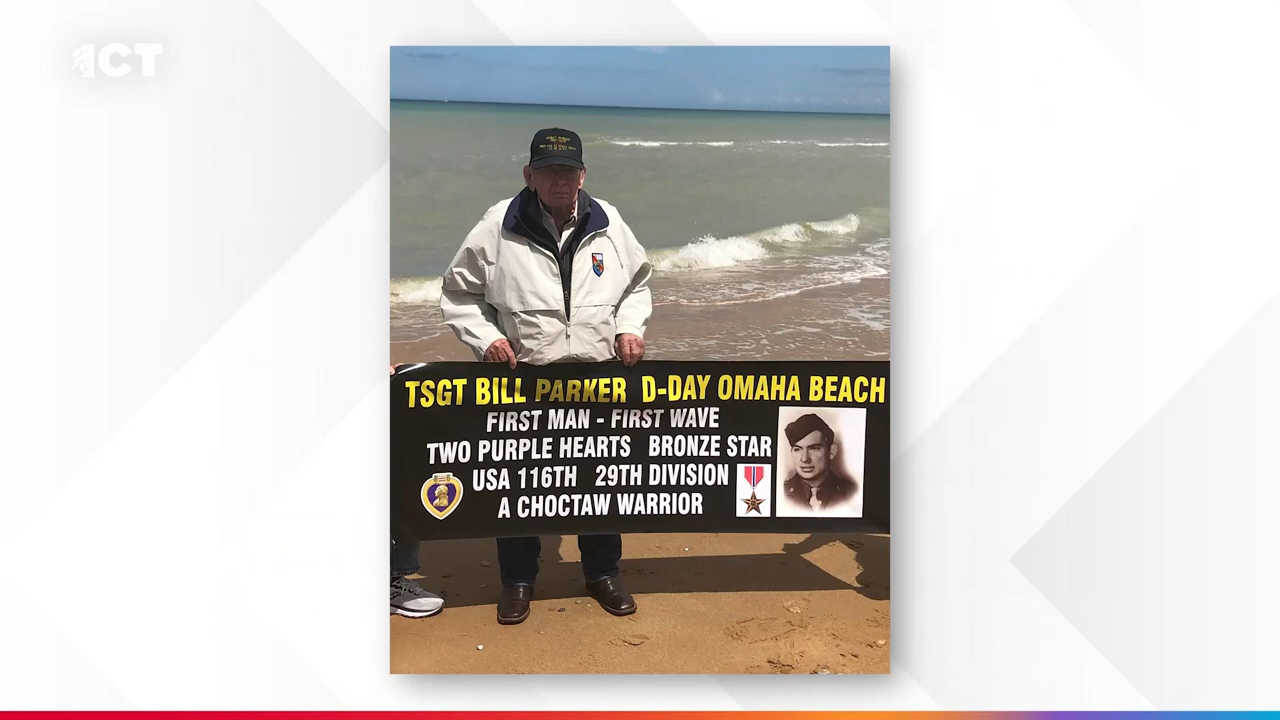 ICT
TSGT BILL PARKER D-DAY OMAHA BEACH
FIRST MAN - FIRST WAVE
TWO PURPLE HEARTS BRONZE STAR
USA 116TH 29TH DIVISION
A CHOCTAW WARRIOR